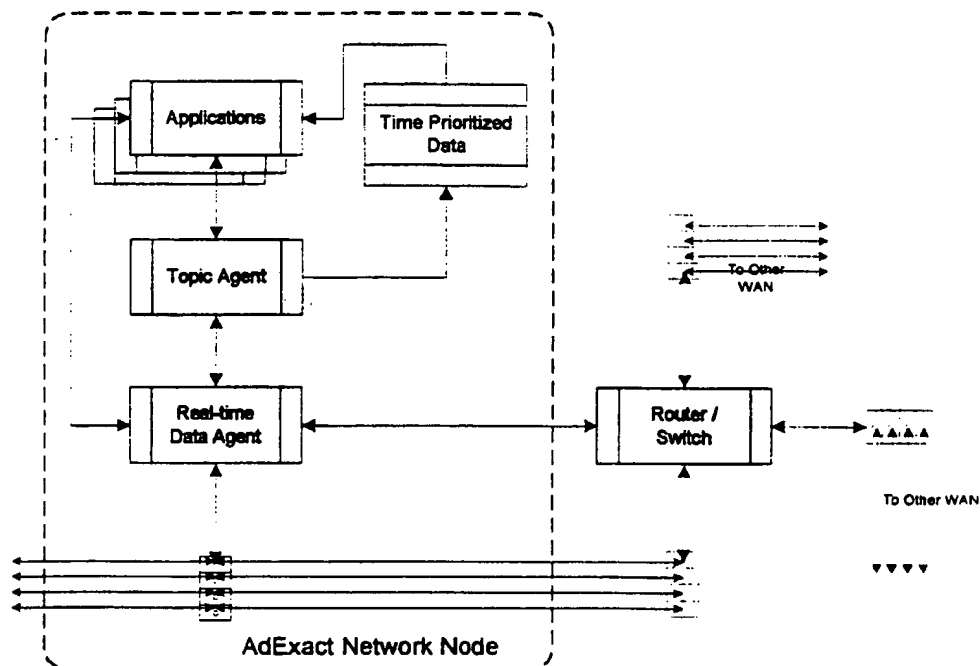 Applications
Time Prioritized
Data
Topic Agent
To Other
WAN
Real-time
Data Agent
Router /
Switch
To Other WAN
AdExact Network Node